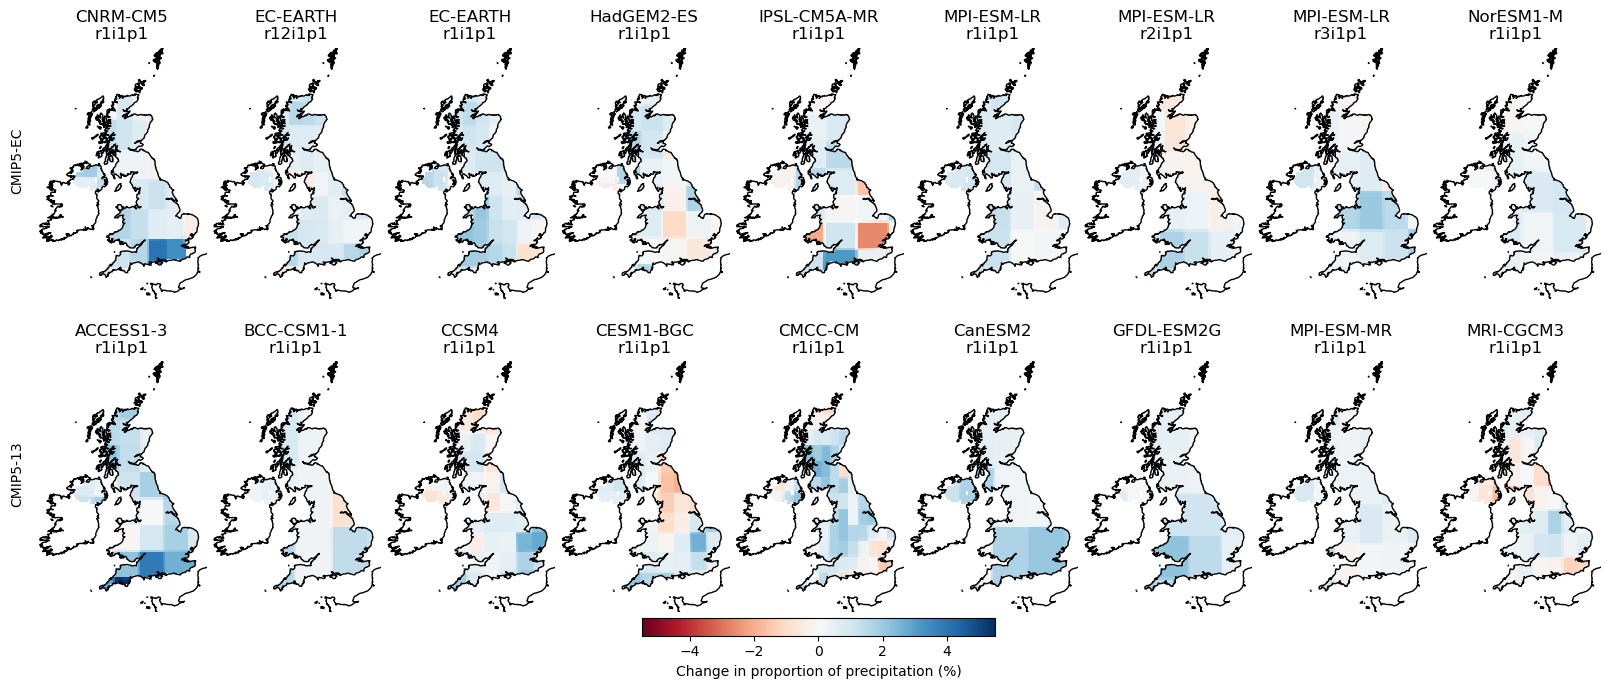 CNRM-CM5 EC-EARTH EC-EARTH HadGEM2-ES IPSL-CM5A-MR MPI-ESM-LR MPI-ESM-LR MPI-ESM-LR NorESM1-M
r1i1p1 r12i1p1 r1i1p1 r1i1p1 r1i1p1 r1i1p1 r2i1p1 r3i1p1 r1i1p1
CMIP5-EC
ACCESS1-3 BCC-CSM1-1 CCSM4 CESM1-BGC CMCC-CM CanESM2 GFDL-ESM2G MPI-ESM-MR MRI-CGCM3
r1i1p1 r1i1p1 r1i1p1 r1i1p1 r1i1p1 r1i1p1 r1i1p1 r1i1p1 r1i1p1
CMIP5-13
−4 −2 0 2 4
Change in proportion of precipitation (%)